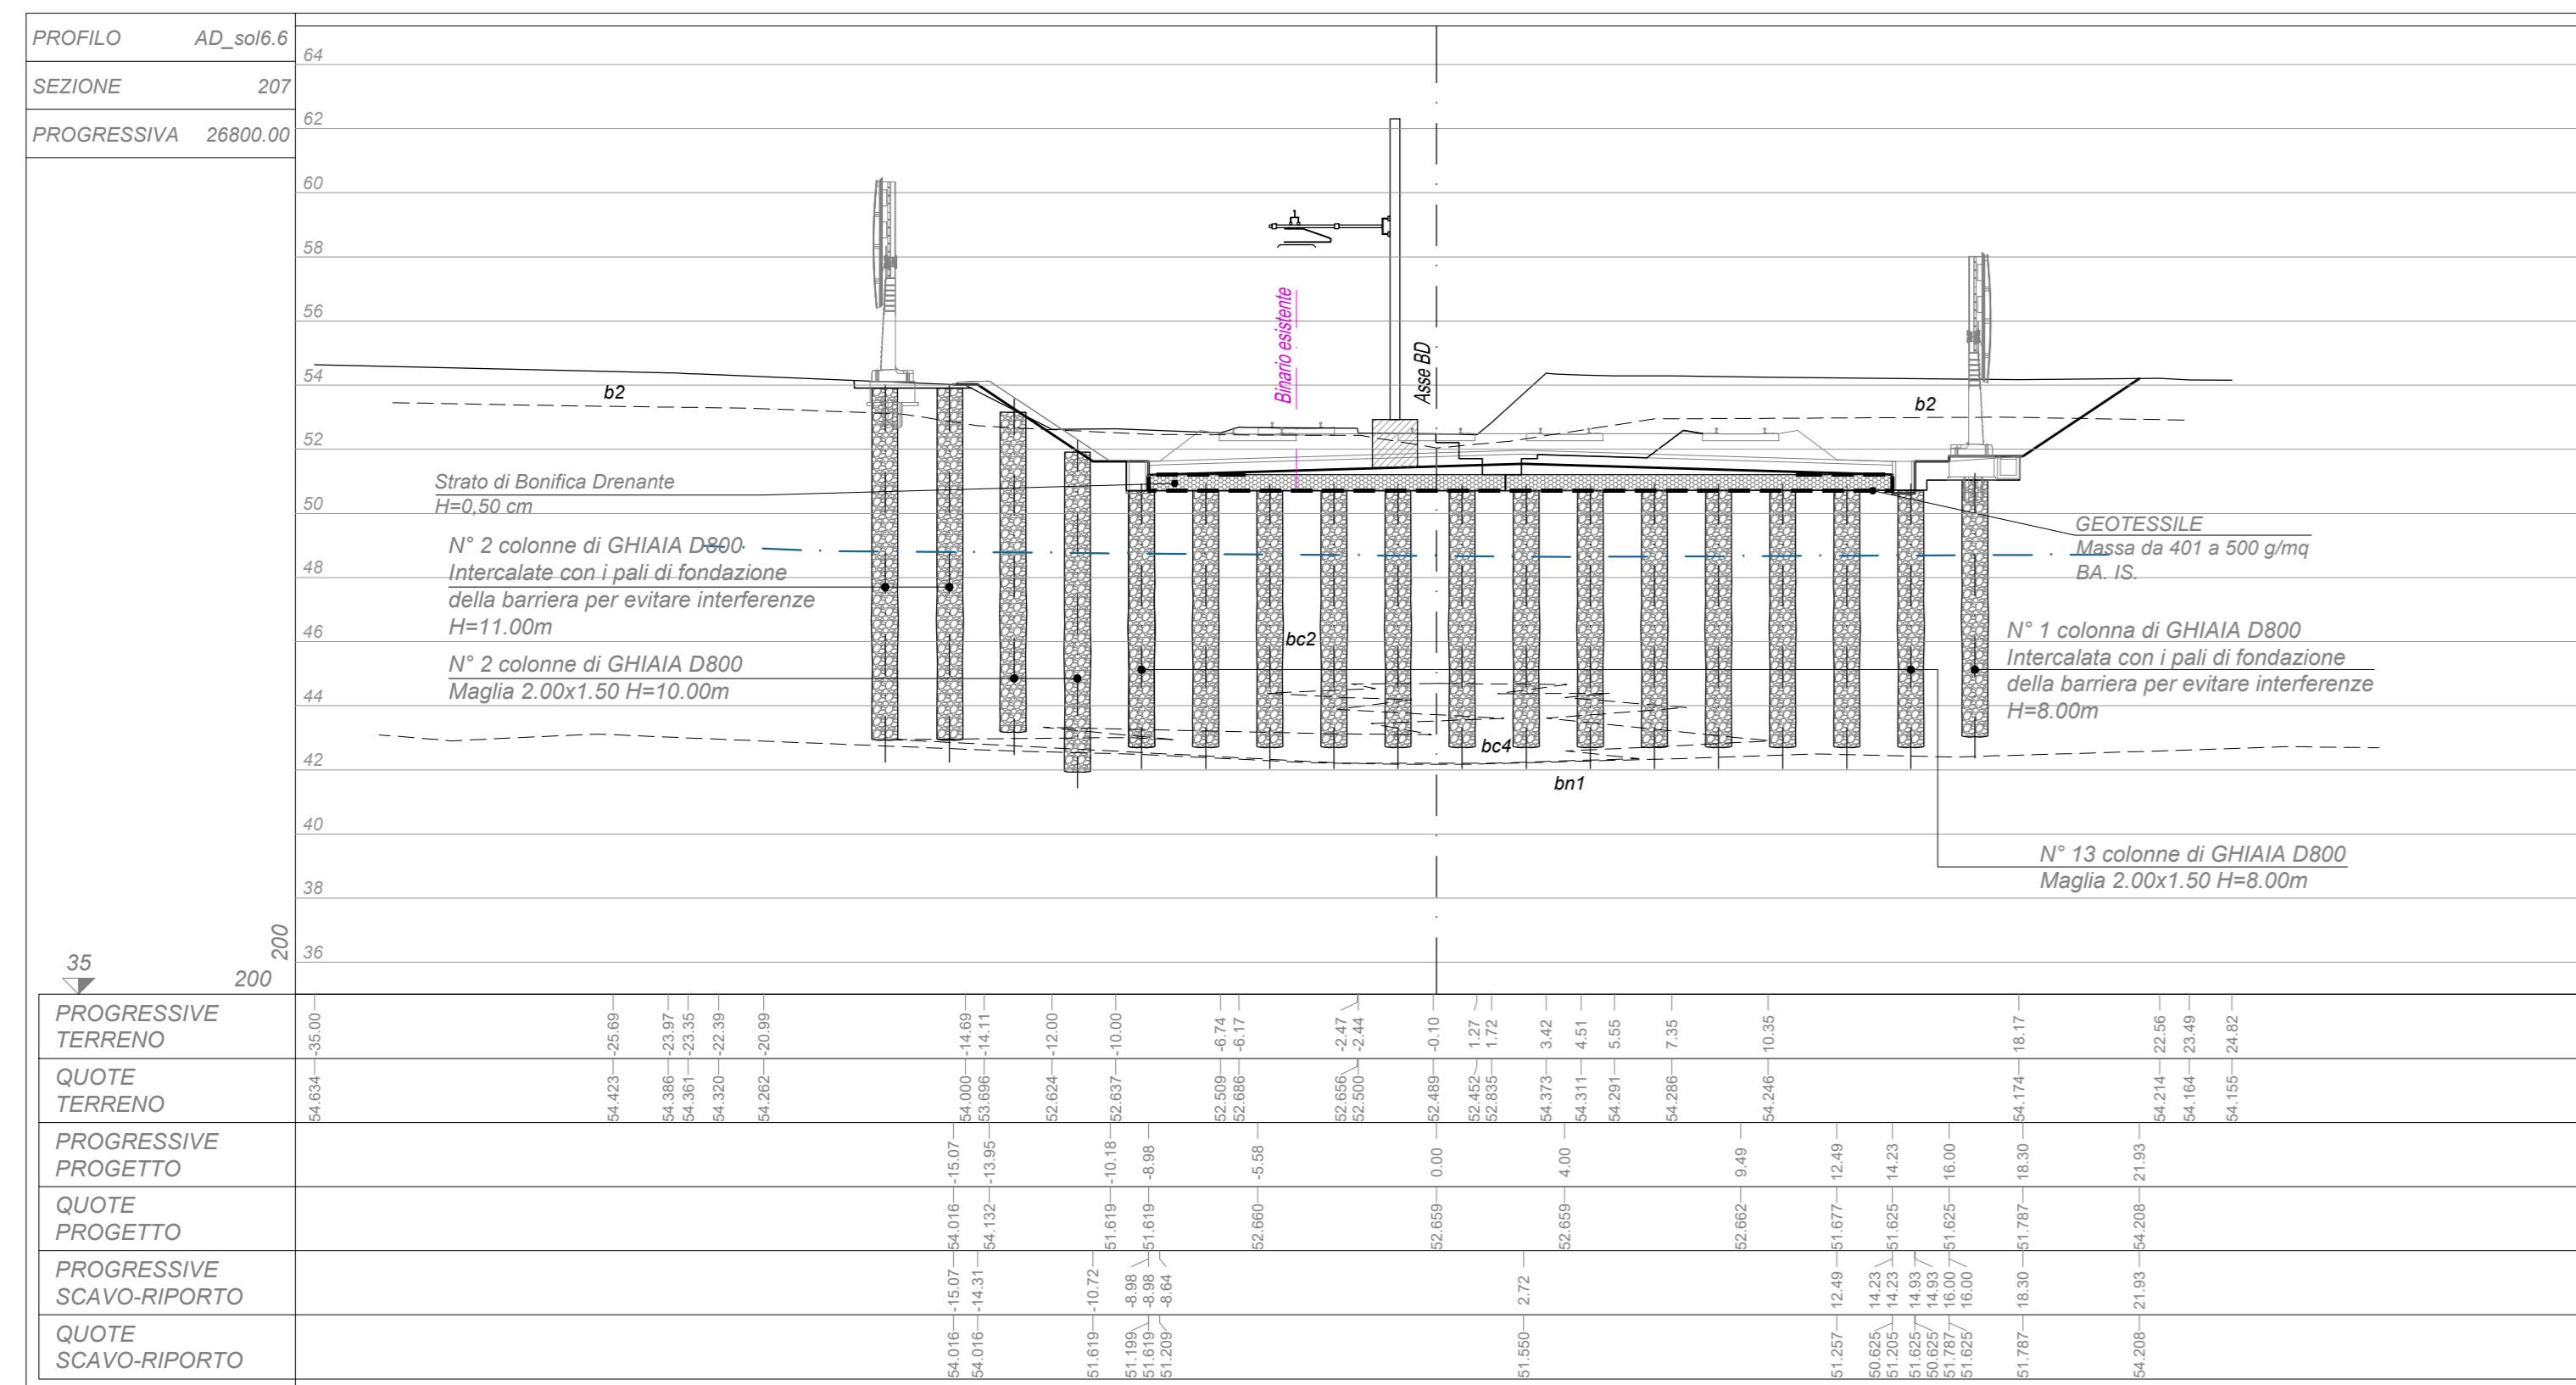 PROFILO AD_sol6.6
SEZIONE 207
PROGRESSIVA 26800.00
64
62
60
58
56
54
52
50
48
46
44
42
40
38
36
Binario esistente
Asse BD
b2
b2
Strato di Bonifica Drenante
H=0,50 cm
N° 2 colonne di GHIAIA D800
Intercalate con i pali di fondazione
della barriera per evitare interferenze
H=11.00m
N° 2 colonne di GHIAIA D800
Maglia 2.00x1.50 H=10.00m
GEOTESSILE
Massa da 401 a 500 g/mq
BA. IS.
N° 1 colonna di GHIAIA D800
Intercalata con i pali di fondazione
della barriera per evitare interferenze
H=8.00m
bc2
bc4
bn1
N° 13 colonne di GHIAIA D800
Maglia 2.00x1.50 H=8.00m
35
200
200
PROGRESSIVE
TERRENO
-35.00 -25.69 -23.97 -23.35 -22.39 -20.99 -14.69 -14.11 -12.00 -10.00 -6.74 -6.17 -2.47 -2.44 -0.10 1.27 1.72 3.42 4.51 5.55 7.35 10.35 18.17 22.56 23.49 24.82
QUOTE
TERRENO
54.634 54.423 54.386 54.361 54.320 54.262 54.000 53.696 52.624 52.637 52.509 52.686 52.656 52.500 52.489 52.452 52.835 54.373 54.311 54.291 54.286 54.246 54.174 54.214 54.164 54.155
PROGRESSIVE
PROGETTO
-15.07 -13.95 -10.18 -8.98 -5.58 0.00 4.00 9.49 12.49 14.23 16.00 18.30 21.93
QUOTE
PROGETTO
54.016 54.132 51.619 51.619 52.660 52.659 52.659 52.662 51.677 51.625 51.625 51.787 54.208
PROGRESSIVE
SCAVO-RIPORTO
-15.07 -14.31 -10.72 -8.98 -8.98 -8.64 2.72 12.49 14.23 14.23 14.93 14.93 16.00 16.00 18.30 21.93
QUOTE
SCAVO-RIPORTO
54.016 54.016 51.619 51.199 51.619 51.209 51.550 51.257 50.625 51.205 51.625 50.625 51.787 51.625 51.787 54.208